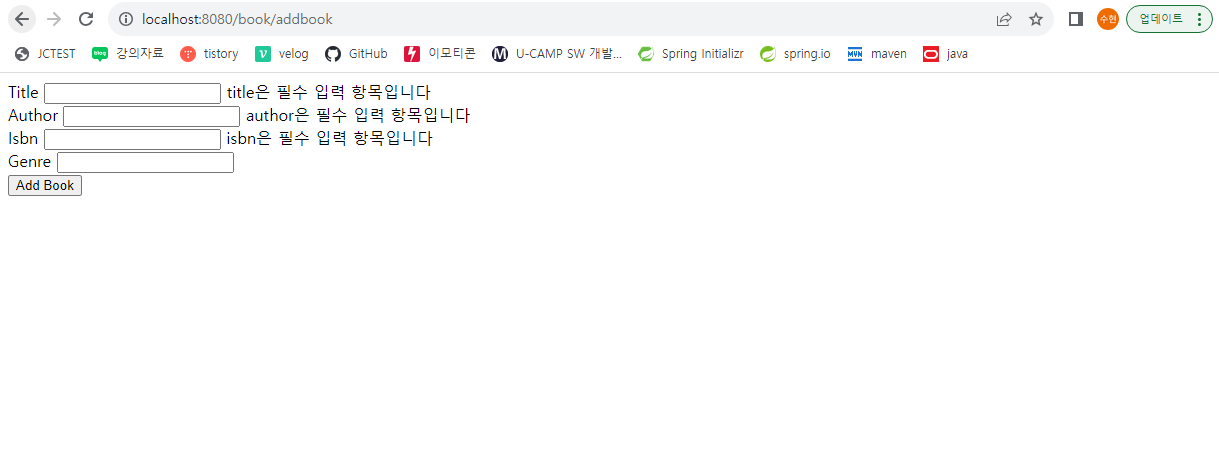 localhost:8080/book/addbook
수현
업데이트
JCTEST blog 강의자료 tistory velog GitHub 이모티콘 U-CAMP SW 개발... Spring Initializr spring.io MVN maven java
Title title은 필수 입력 항목입니다
Author author은 필수 입력 항목입니다
Isbn isbn은 필수 입력 항목입니다
Genre
Add Book